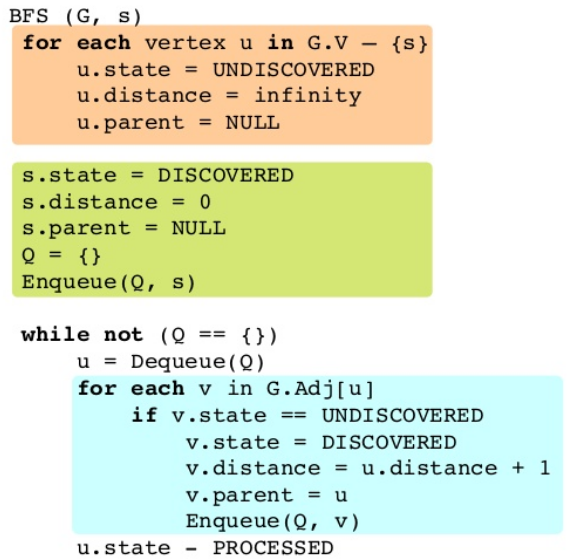 BFS (G, s)
for each vertex u in G.V – {s}
u.state = UNDISCOVERED
u.distance = infinity
u.parent = NULL
s.state = DISCOVERED
s.distance = 0
s.parent = NULL
Q = {}
Enqueue(Q, s)
while not (Q == {})
u = Dequeue(Q)
for each v in G.Adj[u]
if v.state == UNDISCOVERED
v.state = DISCOVERED
v.distance = u.distance + 1
v.parent = u
Enqueue(Q, v)
u.state – PROCESSED